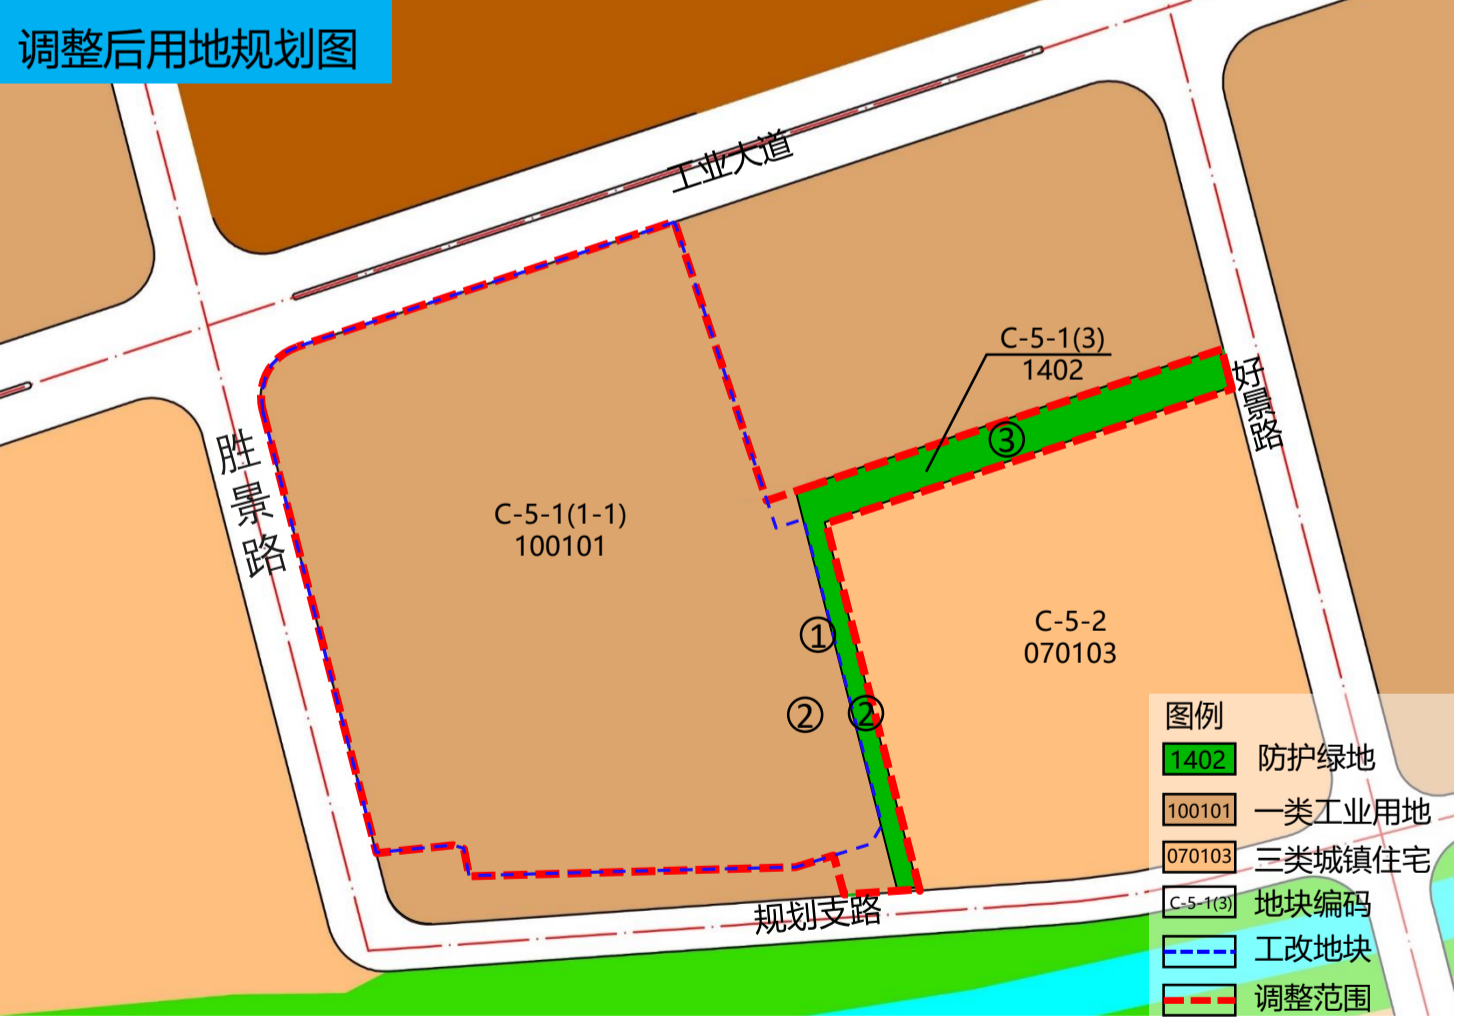 调整后用地规划图
工业大道
C-5-1(3)
1402
好景路
③
胜景路
C-5-1(1-1)
100101
①
C-5-2
070103
②
②
规划支路
图例
1402 防护绿地
100101 一类工业用地
070103 三类城镇住宅
C-5-1(3) 地块编码
工改地块
调整范围